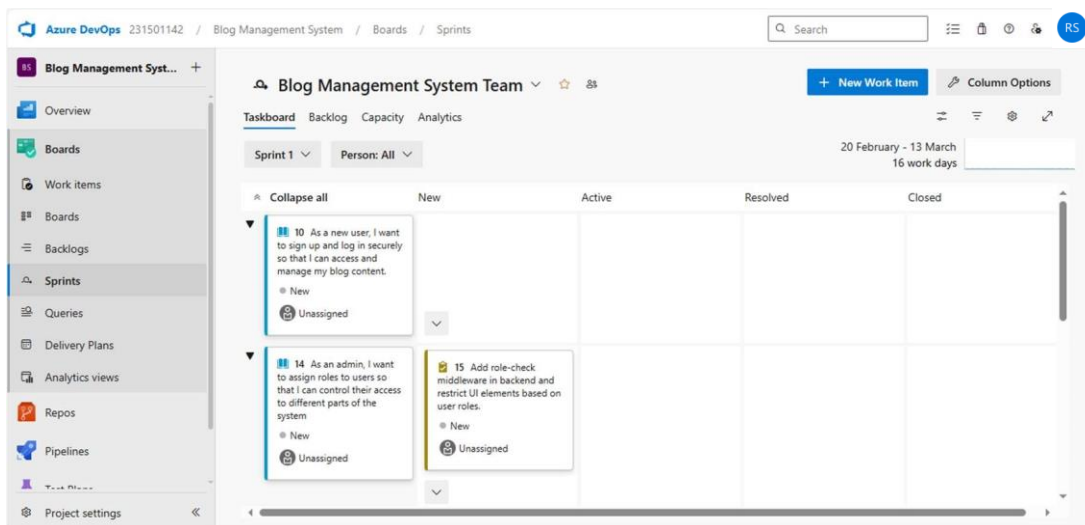 Azure DevOps 231501142 / Blog Management System / Boards / Sprints
Search
RS
BS Blog Management Syst... +
Overview
Boards
Work items
Boards
Backlogs
Sprints
Queries
Delivery Plans
Analytics views
Repos
Pipelines
Project settings
Blog Management System Team
+ New Work Item
Column Options
Taskboard Backlog Capacity Analytics
Sprint 1
Person: All
20 February - 13 March
16 work days
Collapse all New Active Resolved Closed
10 As a new user, I want
to sign up and log in securely
so that I can access and
manage my blog content.
New
Unassigned
14 As an admin, I want
to assign roles to users so
that I can control their access
to different parts of the
system
New
Unassigned
15 Add role-check
middleware in backend and
restrict UI elements based on
user roles.
New
Unassigned